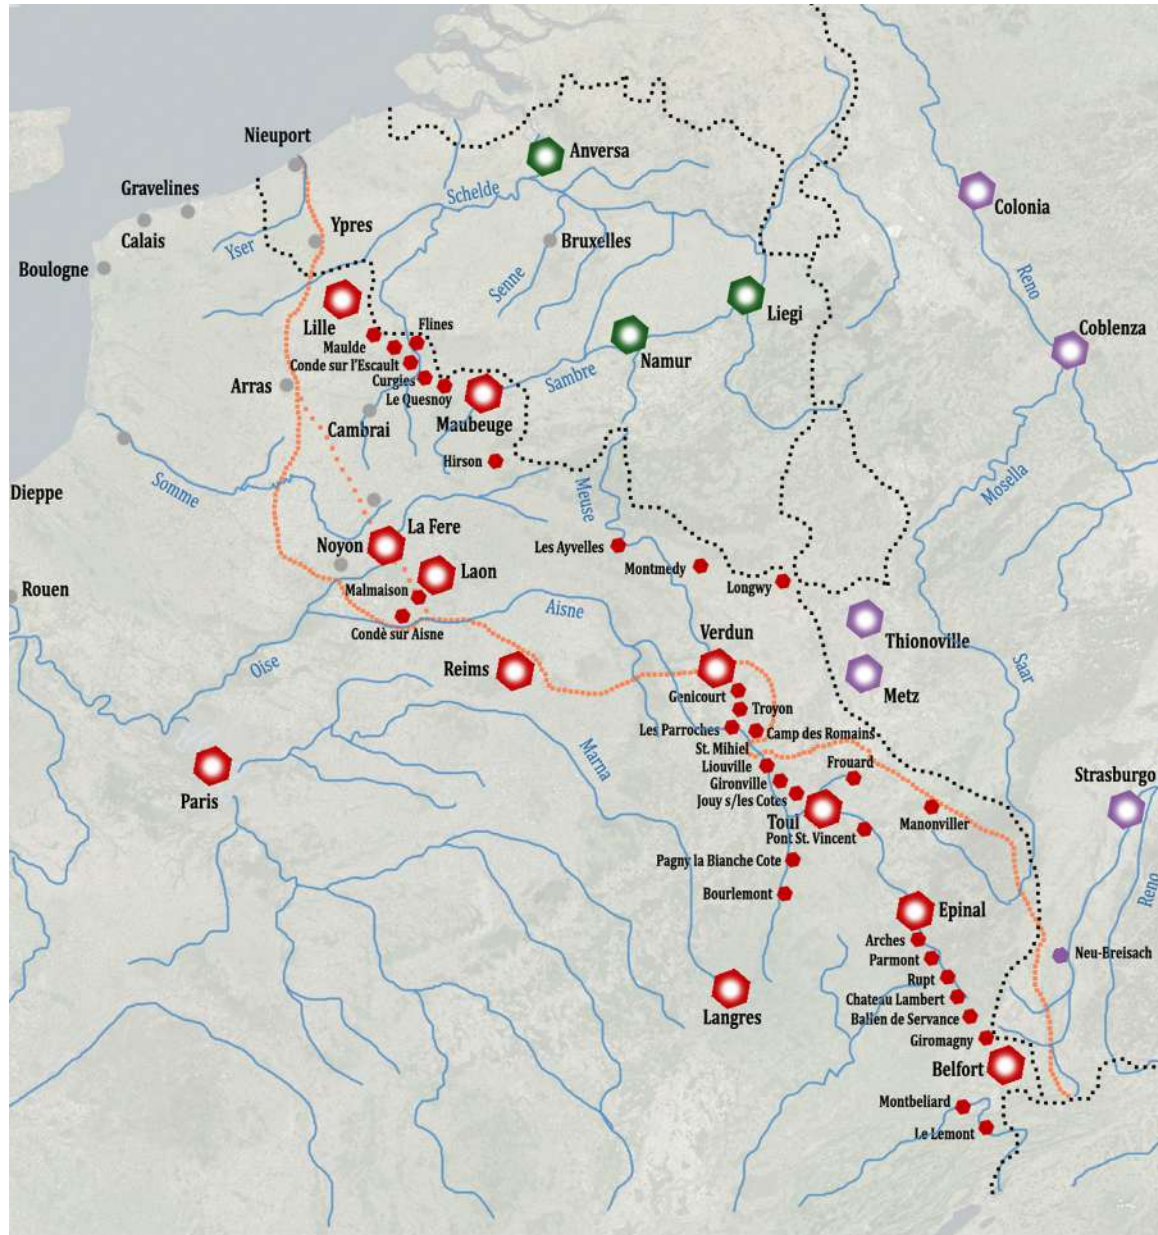 Nieuport
Anversa
Gravelines
Schelde
Colonia
Ypres
Calais
Yser
Bruxelles
Boulogne
Senne
Reno
Liegi
Lille
Flines
Coblenza
Maulde
Namur
Conde sur l'Escault
Curgies
Sambre
Arras
Le Quesnoy
Cambrai
Maubeuge
Hirson
Somme
Meuse
Mosella
Dieppe
La Fere
Noyon
Les Ayvelles
Laon
Montmedy
Longwy
Rouen
Malmaison
Aisne
Condè sur Aisne
Verdun
Thionoville
Oise
Reims
Saar
Genicourt
Metz
Troyon
Les Parroches
Camp des Romains
St. Mihiel
Marna
Liouville
Frouard
Strasburgo
Gironville
Paris
Jouy s/les Cotes
Toul
Manonviller
Pont St. Vincent
Pagny la Bianche Cote
Reno
Bourlemont
Epinal
Arches
Neu-Breisach
Parmont
Rupt
Chateau Lambert
Langres
Ballen de Servance
Giromagny
Belfort
Montbeliard
Le Lemont